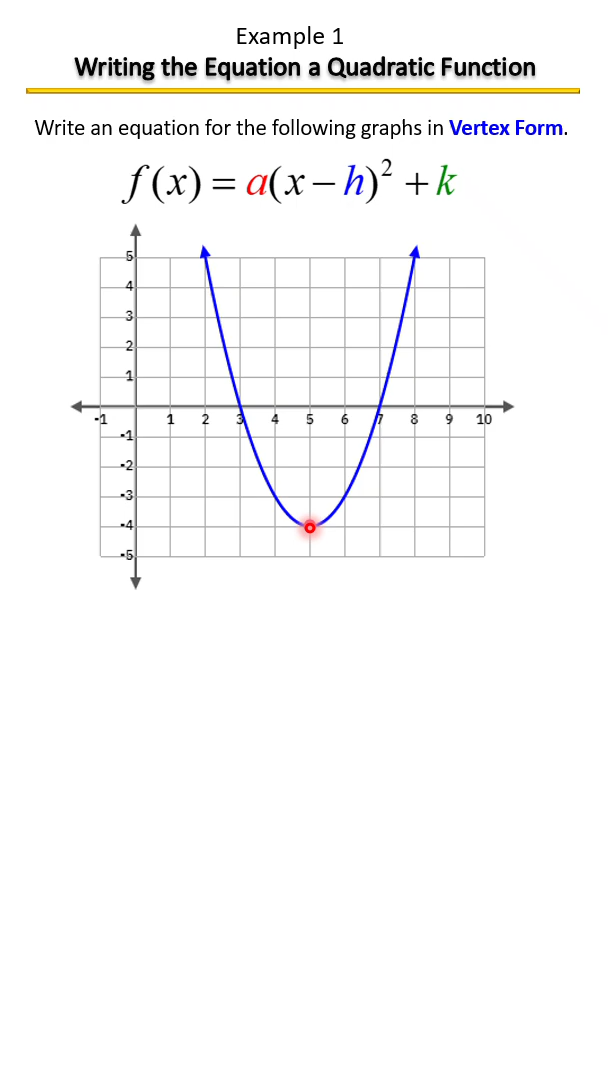 Example 1
Writing the Equation a Quadratic Function
Write an equation for the following graphs in Vertex Form.
f(x) = a(x − h)² + k
5
4
3
2
1
-1 1 2 3 4 5 6 7 8 9 10
-1
-2
-3
-4
-5